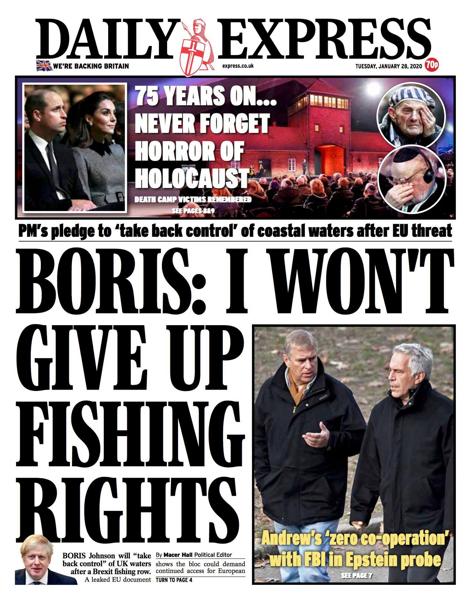 DAILY EXPRESS
WE'RE BACKING BRITAIN
express.co.uk
TUESDAY, JANUARY 28, 2020
70p
75 YEARS ON...
NEVER FORGET
HORROR OF
HOLOCAUST
DEATH CAMP VICTIMS REMEMBERED
SEE PAGES 8&9
PM's pledge to 'take back control' of coastal waters after EU threat
BORIS: I WON'T
GIVE UP
FISHING
RIGHTS
Andrew's 'zero co-operation'
with FBI in Epstein probe
SEE PAGE 7
BORIS Johnson will "take
back control" of UK waters
after a Brexit fishing row.
A leaked EU document
By Macer Hall Political Editor
shows the bloc could demand
continued access for European
TURN TO PAGE 4